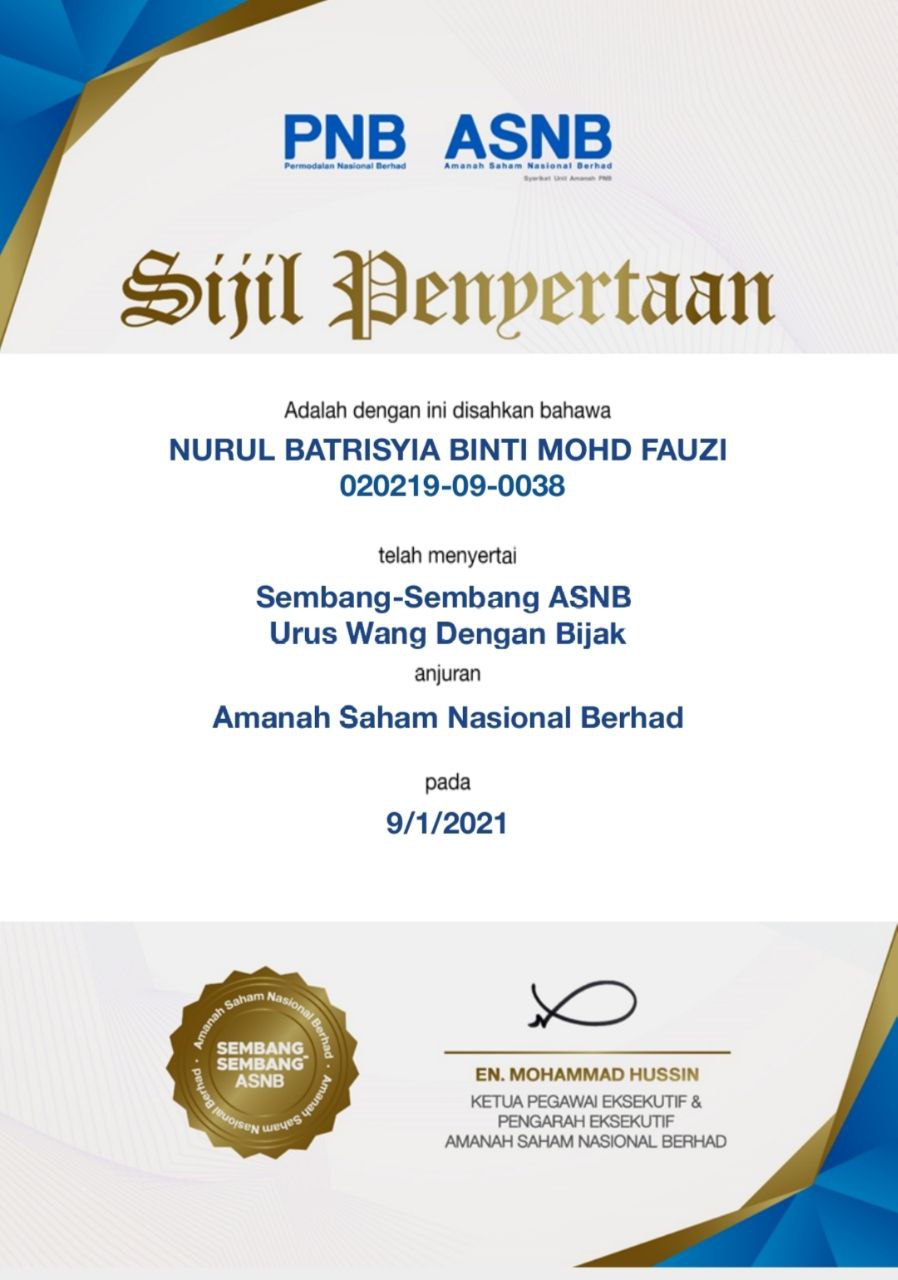 PNB ASNB
Permodalan Nasional Berhad Amanah Saham Nasional Berhad
Syarikat Unit Amanah PNB
Sijil Penyertaan
Adalah dengan ini disahkan bahawa
NURUL BATRISYIA BINTI MOHD FAUZI
020219-09-0038
telah menyertai
Sembang-Sembang ASNB
Urus Wang Dengan Bijak
anjuran
Amanah Saham Nasional Berhad
pada
9/1/2021
Amanah Saham Nasional Berhad • Amanah Saham Nasional Berhad •
SEMBANG-
SEMBANG
ASNB
EN. MOHAMMAD HUSSIN
KETUA PEGAWAI EKSEKUTIF &
PENGARAH EKSEKUTIF
AMANAH SAHAM NASIONAL BERHAD